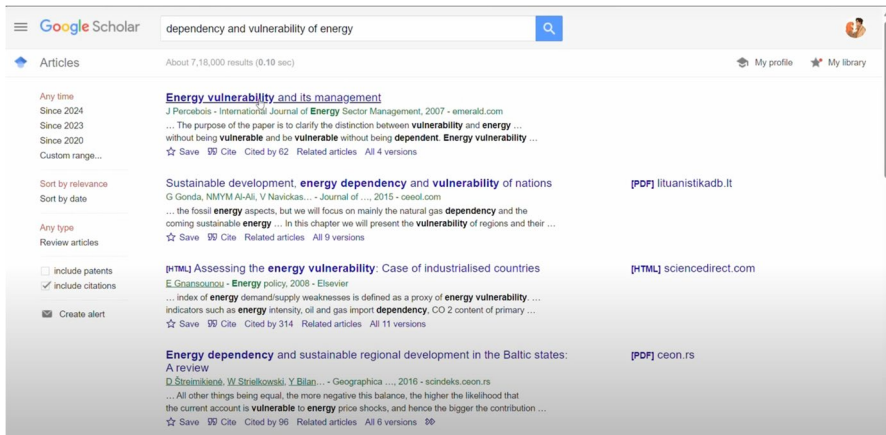 Google Scholar
dependency and vulnerability of energy
Articles
About 7,18,000 results (0.10 sec)
My profile
My library
Any time
Since 2024
Since 2023
Since 2020
Custom range...
Sort by relevance
Sort by date
Any type
Review articles
include patents
include citations
Create alert
Energy vulnerability and its management
J Percebois - International Journal of Energy Sector Management, 2007 - emerald.com
... The purpose of the paper is to clarify the distinction between vulnerability and energy ...
without being vulnerable and be vulnerable without being dependent. Energy vulnerability ...
Save Cite Cited by 62 Related articles All 4 versions
Sustainable development, energy dependency and vulnerability of nations
[PDF] lituanistikadb.lt
G Gonda, NMYM Al-Ali, V Navickas... - Journal of ..., 2015 - ceeol.com
... the fossil energy aspects, but we will focus on mainly the natural gas dependency and the
coming sustainable energy ... In this chapter we will present the vulnerability of regions and their ...
Save Cite Related articles All 9 versions
[HTML] Assessing the energy vulnerability: Case of industrialised countries
[HTML] sciencedirect.com
E Gnansounou - Energy policy, 2008 - Elsevier
... index of energy demand/supply weaknesses is defined as a proxy of energy vulnerability. ...
indicators such as energy intensity, oil and gas import dependency, CO 2 content of primary ...
Save Cite Cited by 314 Related articles All 11 versions
Energy dependency and sustainable regional development in the Baltic states:
A review
[PDF] ceon.rs
D Štreimikienė, W Strielkowski, Y Bilan... - Geographica ..., 2016 - scindeks.ceon.rs
... All other things being equal, the more negative this balance, the higher the likelihood that
the current account is vulnerable to energy price shocks, and hence the bigger the contribution ...
Save Cite Cited by 96 Related articles All 6 versions